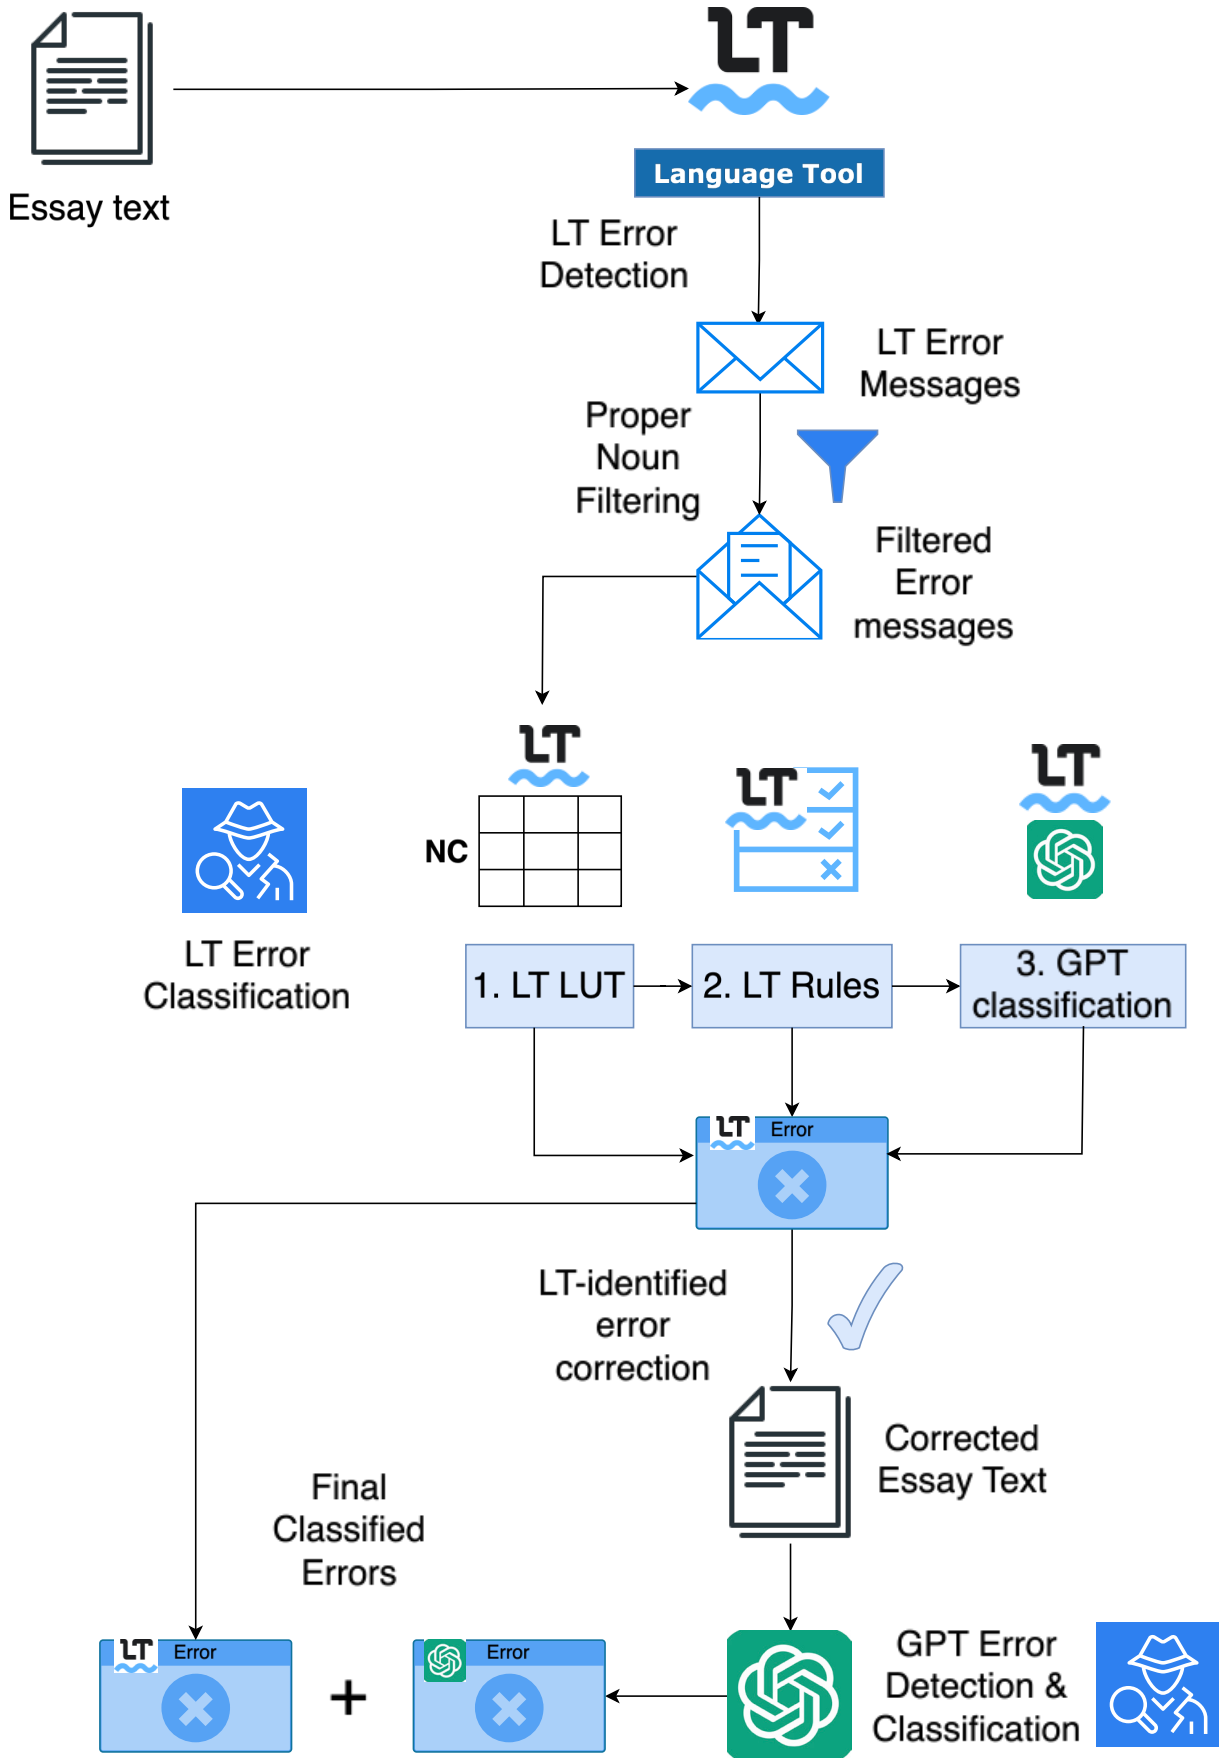 LT
Essay text
Language Tool
LT Error
Detection
LT Error
Messages
Proper
Noun
Filtering
Filtered
Error
messages
LT
LT
LT
NC
LT Error
Classification
1. LT LUT
2. LT Rules
3. GPT
classification
LT
Error
LT-identified
error
correction
Corrected
Essay Text
Final
Classified
Errors
LT
Error
+
Error
GPT Error
Detection &
Classification